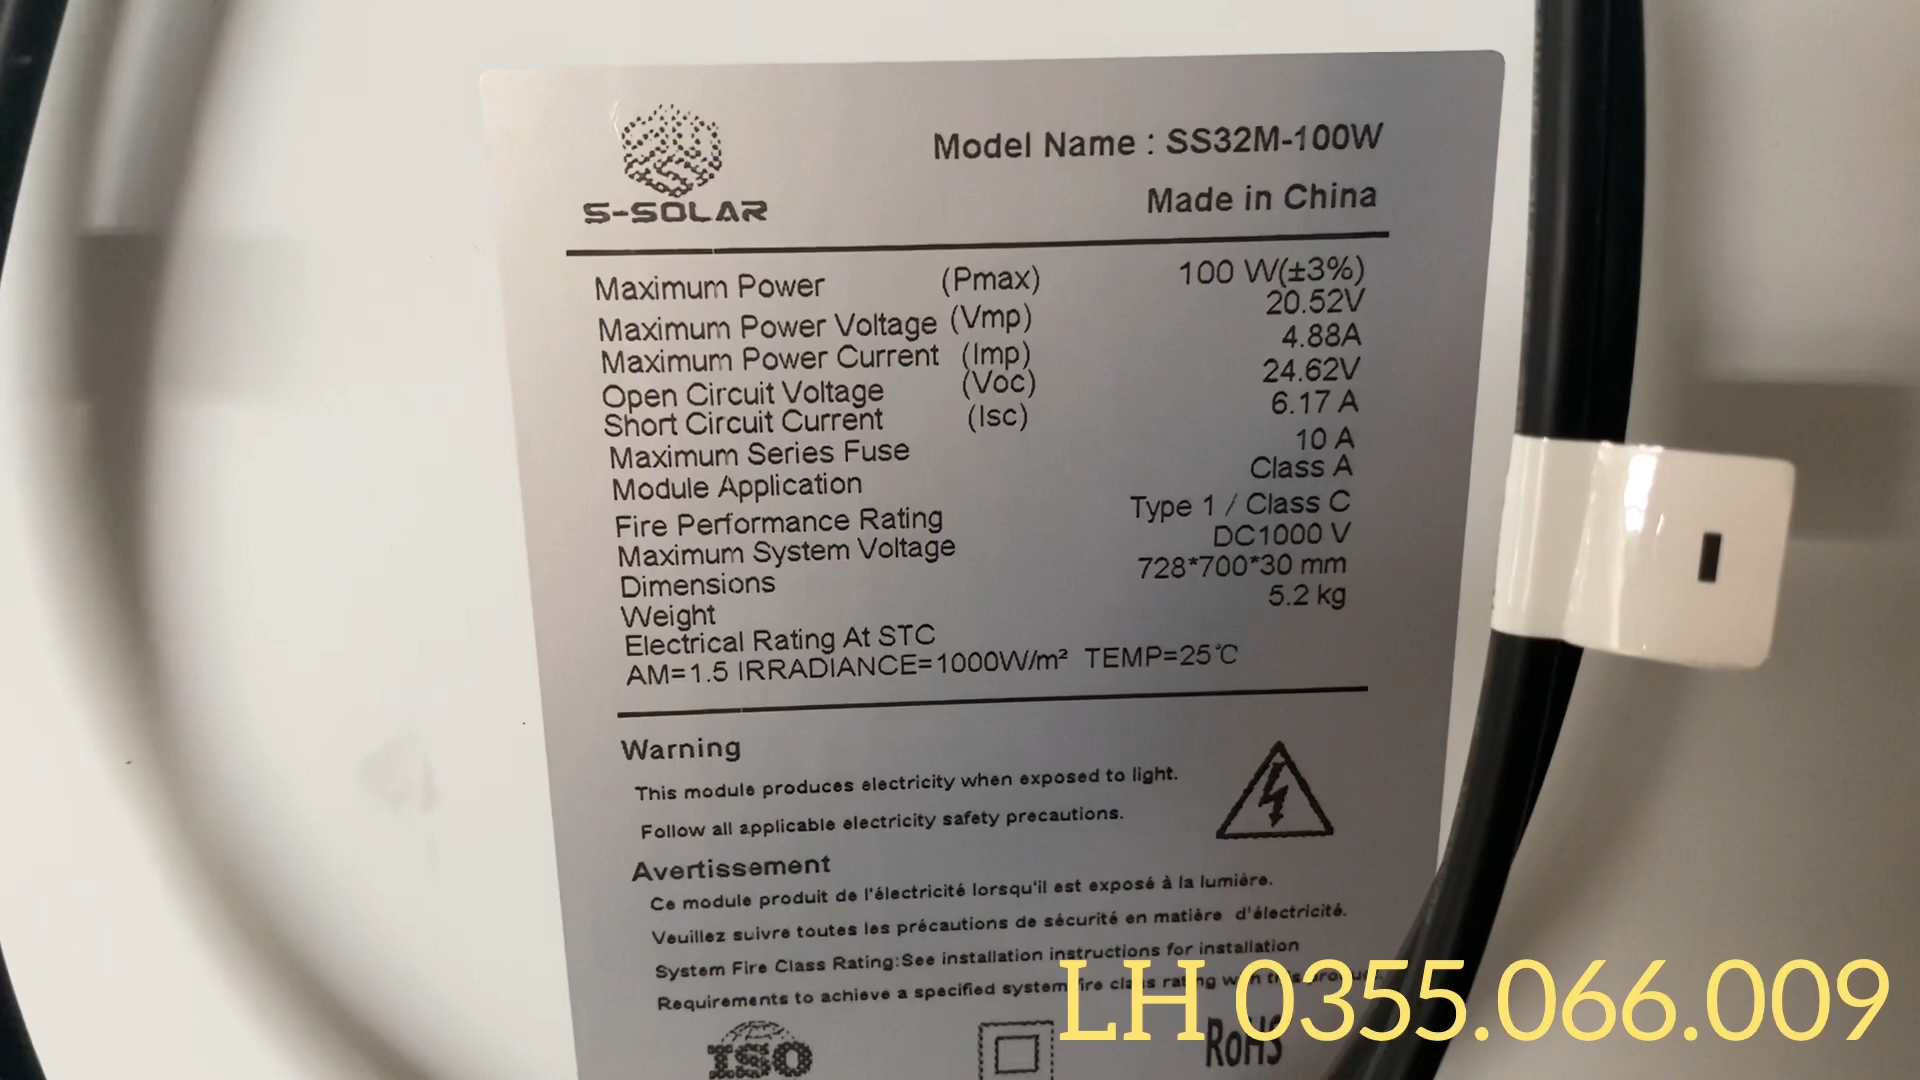 S-SOLAR
Model Name : SS32M-100W
Made in China
Maximum Power (Pmax) 100 W(±3%)
Maximum Power Voltage (Vmp) 20.52V
Maximum Power Current (Imp) 4.88A
Open Circuit Voltage (Voc) 24.62V
Short Circuit Current (Isc) 6.17 A
Maximum Series Fuse 10 A
Module Application Class A
Fire Performance Rating Type 1 / Class C
Maximum System Voltage DC1000 V
Dimensions 728*700*30 mm
Weight 5.2 kg
Electrical Rating At STC
AM=1.5 IRRADIANCE=1000W/m² TEMP=25℃
Warning
This module produces electricity when exposed to light.
Follow all applicable electricity safety precautions.
Avertissement
Ce module produit de l'électricité lorsqu'il est exposé à la lumière.
Veuillez suivre toutes les précautions de sécurité en matière d'électricité.
System Fire Class Rating:See installation instructions for installation
Requirements to achieve a specified system fire class rating with this product.
ISO
RoHS
LH 0355.066.009